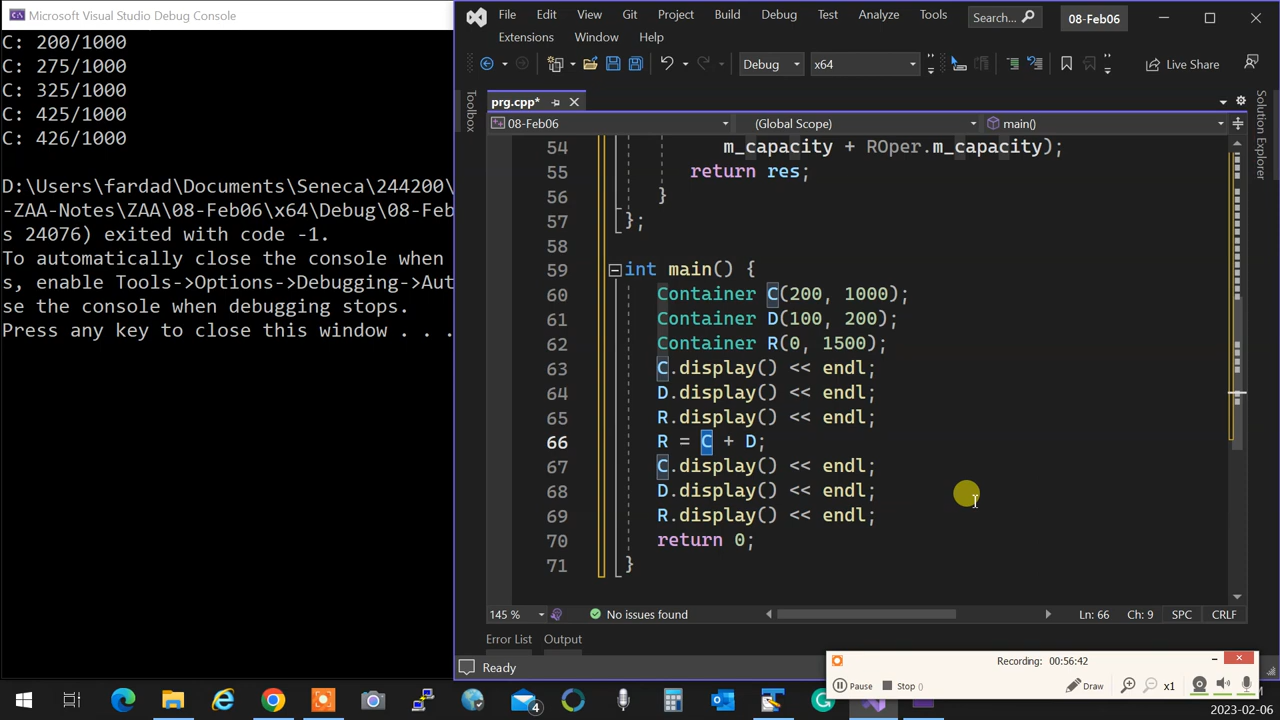 Microsoft Visual Studio Debug Console
C: 200/1000
C: 275/1000
C: 325/1000
C: 425/1000
C: 426/1000
D:\Users\fardad\Documents\Seneca\244200\
-ZAA-Notes\ZAA\08-Feb06\x64\Debug\08-Feb
s 24076) exited with code -1.
To automatically close the console when
s, enable Tools->Options->Debugging->Aut
se the console when debugging stops.
Press any key to close this window . . .
File Edit View Git Project Build Debug Test Analyze Tools Search... 08-Feb06
Extensions Window Help
Debug x64 Live Share
Toolbox
prg.cpp*
Solution Explorer
08-Feb06 (Global Scope) main()
54 m_capacity + ROper.m_capacity);
55 return res;
56 }
57 };
58
59 int main() {
60 Container C(200, 1000);
61 Container D(100, 200);
62 Container R(0, 1500);
63 C.display() << endl;
64 D.display() << endl;
65 R.display() << endl;
66 R = C + D;
67 C.display() << endl;
68 D.display() << endl;
69 R.display() << endl;
70 return 0;
71 }
145 % No issues found Ln: 66 Ch: 9 SPC CRLF
Error List Output
Ready
Recording: 00:56:42
Pause Stop () Draw x1
4
2023-02-06